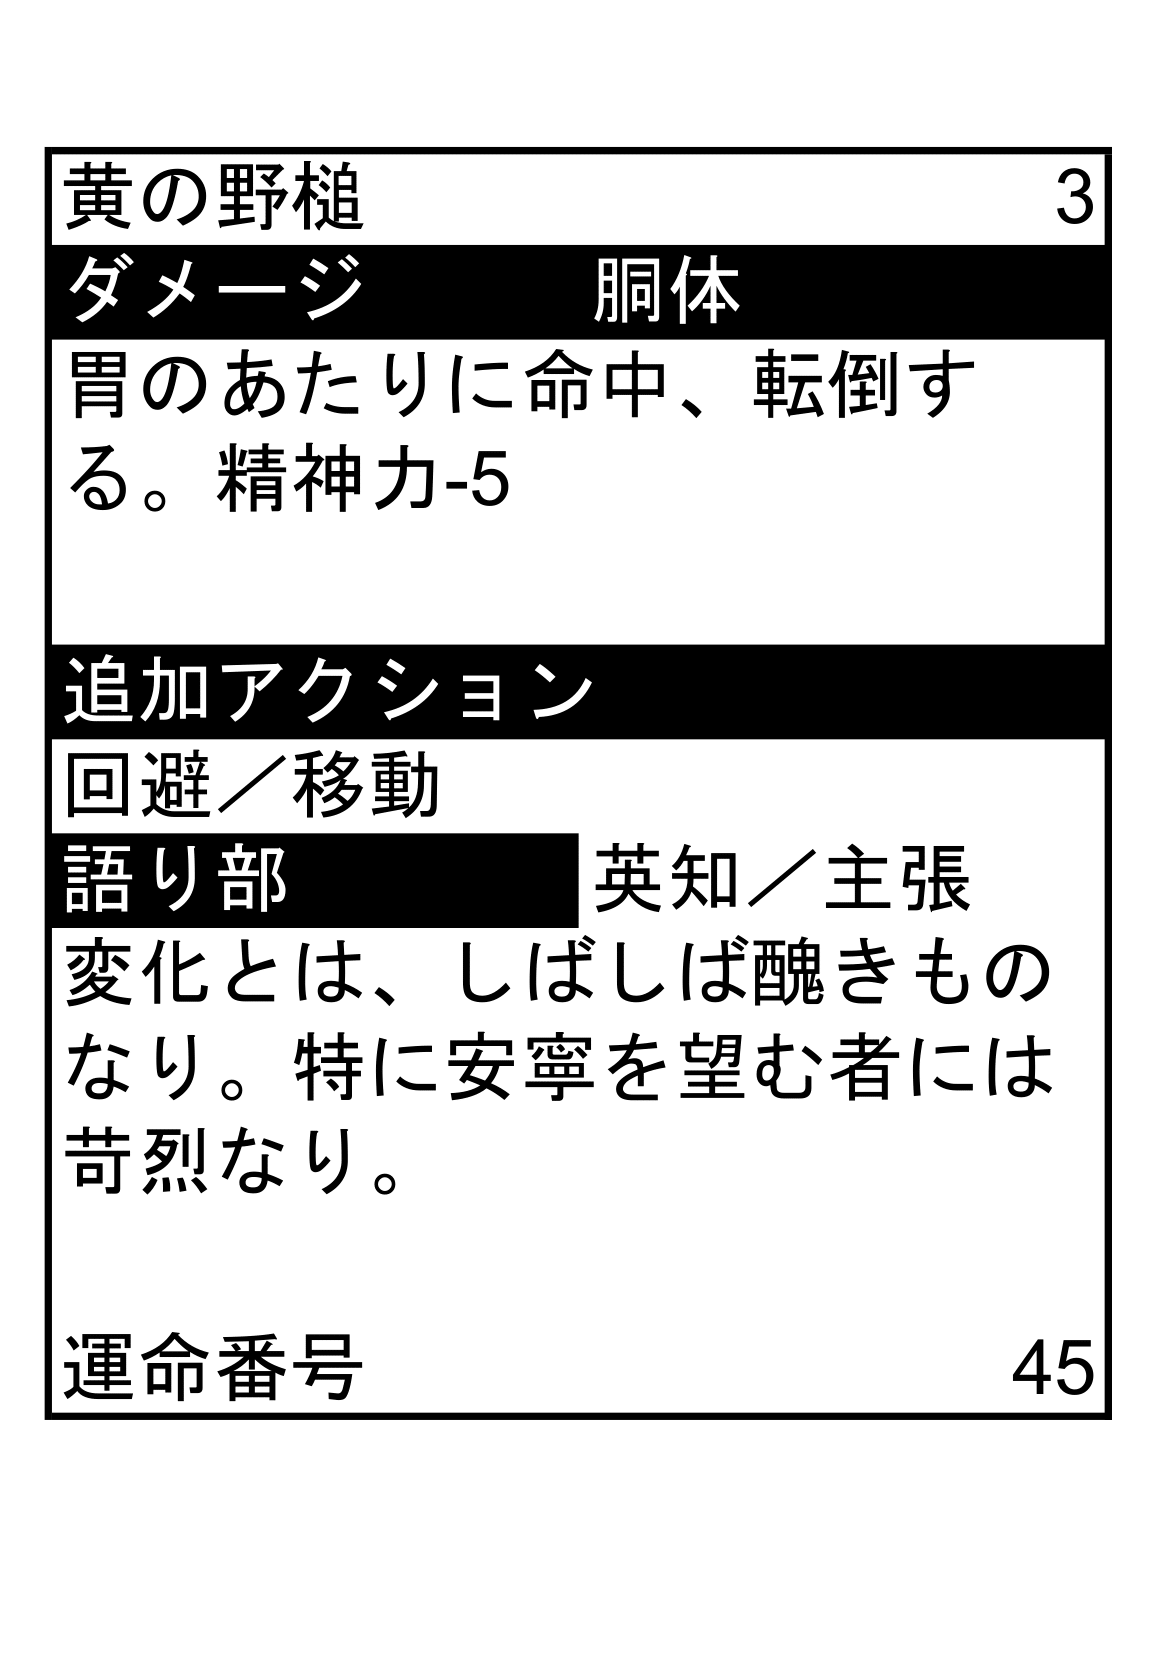 黄の野槌 3
ダメージ 胴体
胃のあたりに命中、転倒す
る。精神力-5
追加アクション
回避／移動
語り部 英知／主張
変化とは、しばしば醜きもの
なり。特に安寧を望む者には
苛烈なり。
運命番号 45